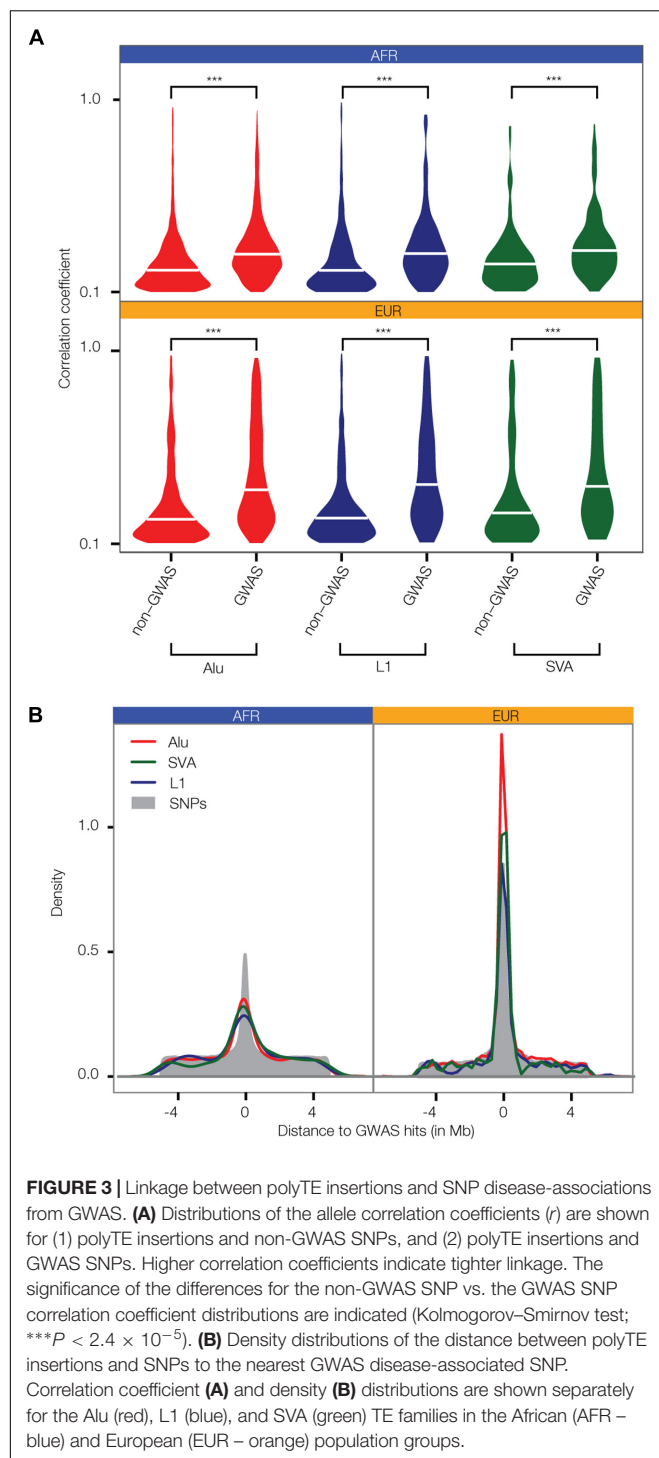 A
AFR
*** *** ***
1.0
0.1
EUR
*** *** ***
1.0
0.1
Correlation coefficient
non–GWAS GWAS non–GWAS GWAS non–GWAS GWAS
Alu L1 SVA
B
AFR EUR
Alu
SVA
L1
SNPs
1.0
0.5
0.0
Density
-4 0 4 -4 0 4
Distance to GWAS hits (in Mb)
FIGURE 3 | Linkage between polyTE insertions and SNP disease-associations
from GWAS. (A) Distributions of the allele correlation coefficients (r) are shown
for (1) polyTE insertions and non-GWAS SNPs, and (2) polyTE insertions and
GWAS SNPs. Higher correlation coefficients indicate tighter linkage. The
significance of the differences for the non-GWAS SNP vs. the GWAS SNP
correlation coefficient distributions are indicated (Kolmogorov–Smirnov test;
***P < 2.4 × 10⁻⁵). (B) Density distributions of the distance between polyTE
insertions and SNPs to the nearest GWAS disease-associated SNP.
Correlation coefficient (A) and density (B) distributions are shown separately
for the Alu (red), L1 (blue), and SVA (green) TE families in the African (AFR –
blue) and European (EUR – orange) population groups.